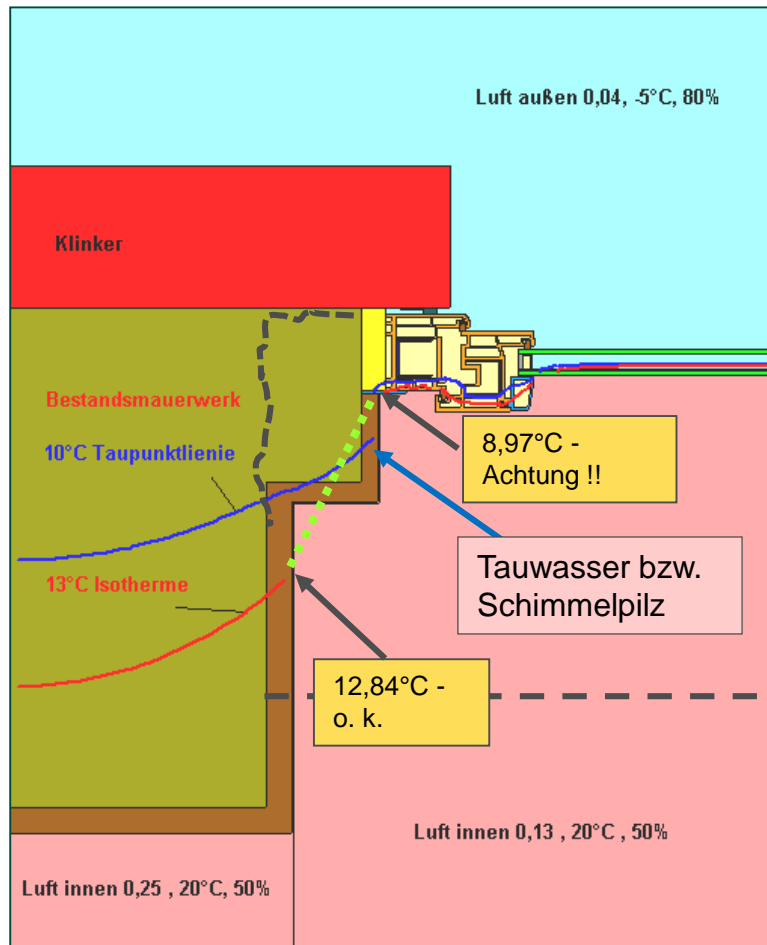 Luft außen 0,04, -5°C, 80%
Klinker
Bestandsmauerwerk
10°C Taupunktlienie
8,97°C -
Achtung !!
Tauwasser bzw.
Schimmelpilz
13°C Isotherme
12,84°C -
o. k.
Luft innen 0,13 , 20°C , 50%
Luft innen 0,25 , 20°C, 50%